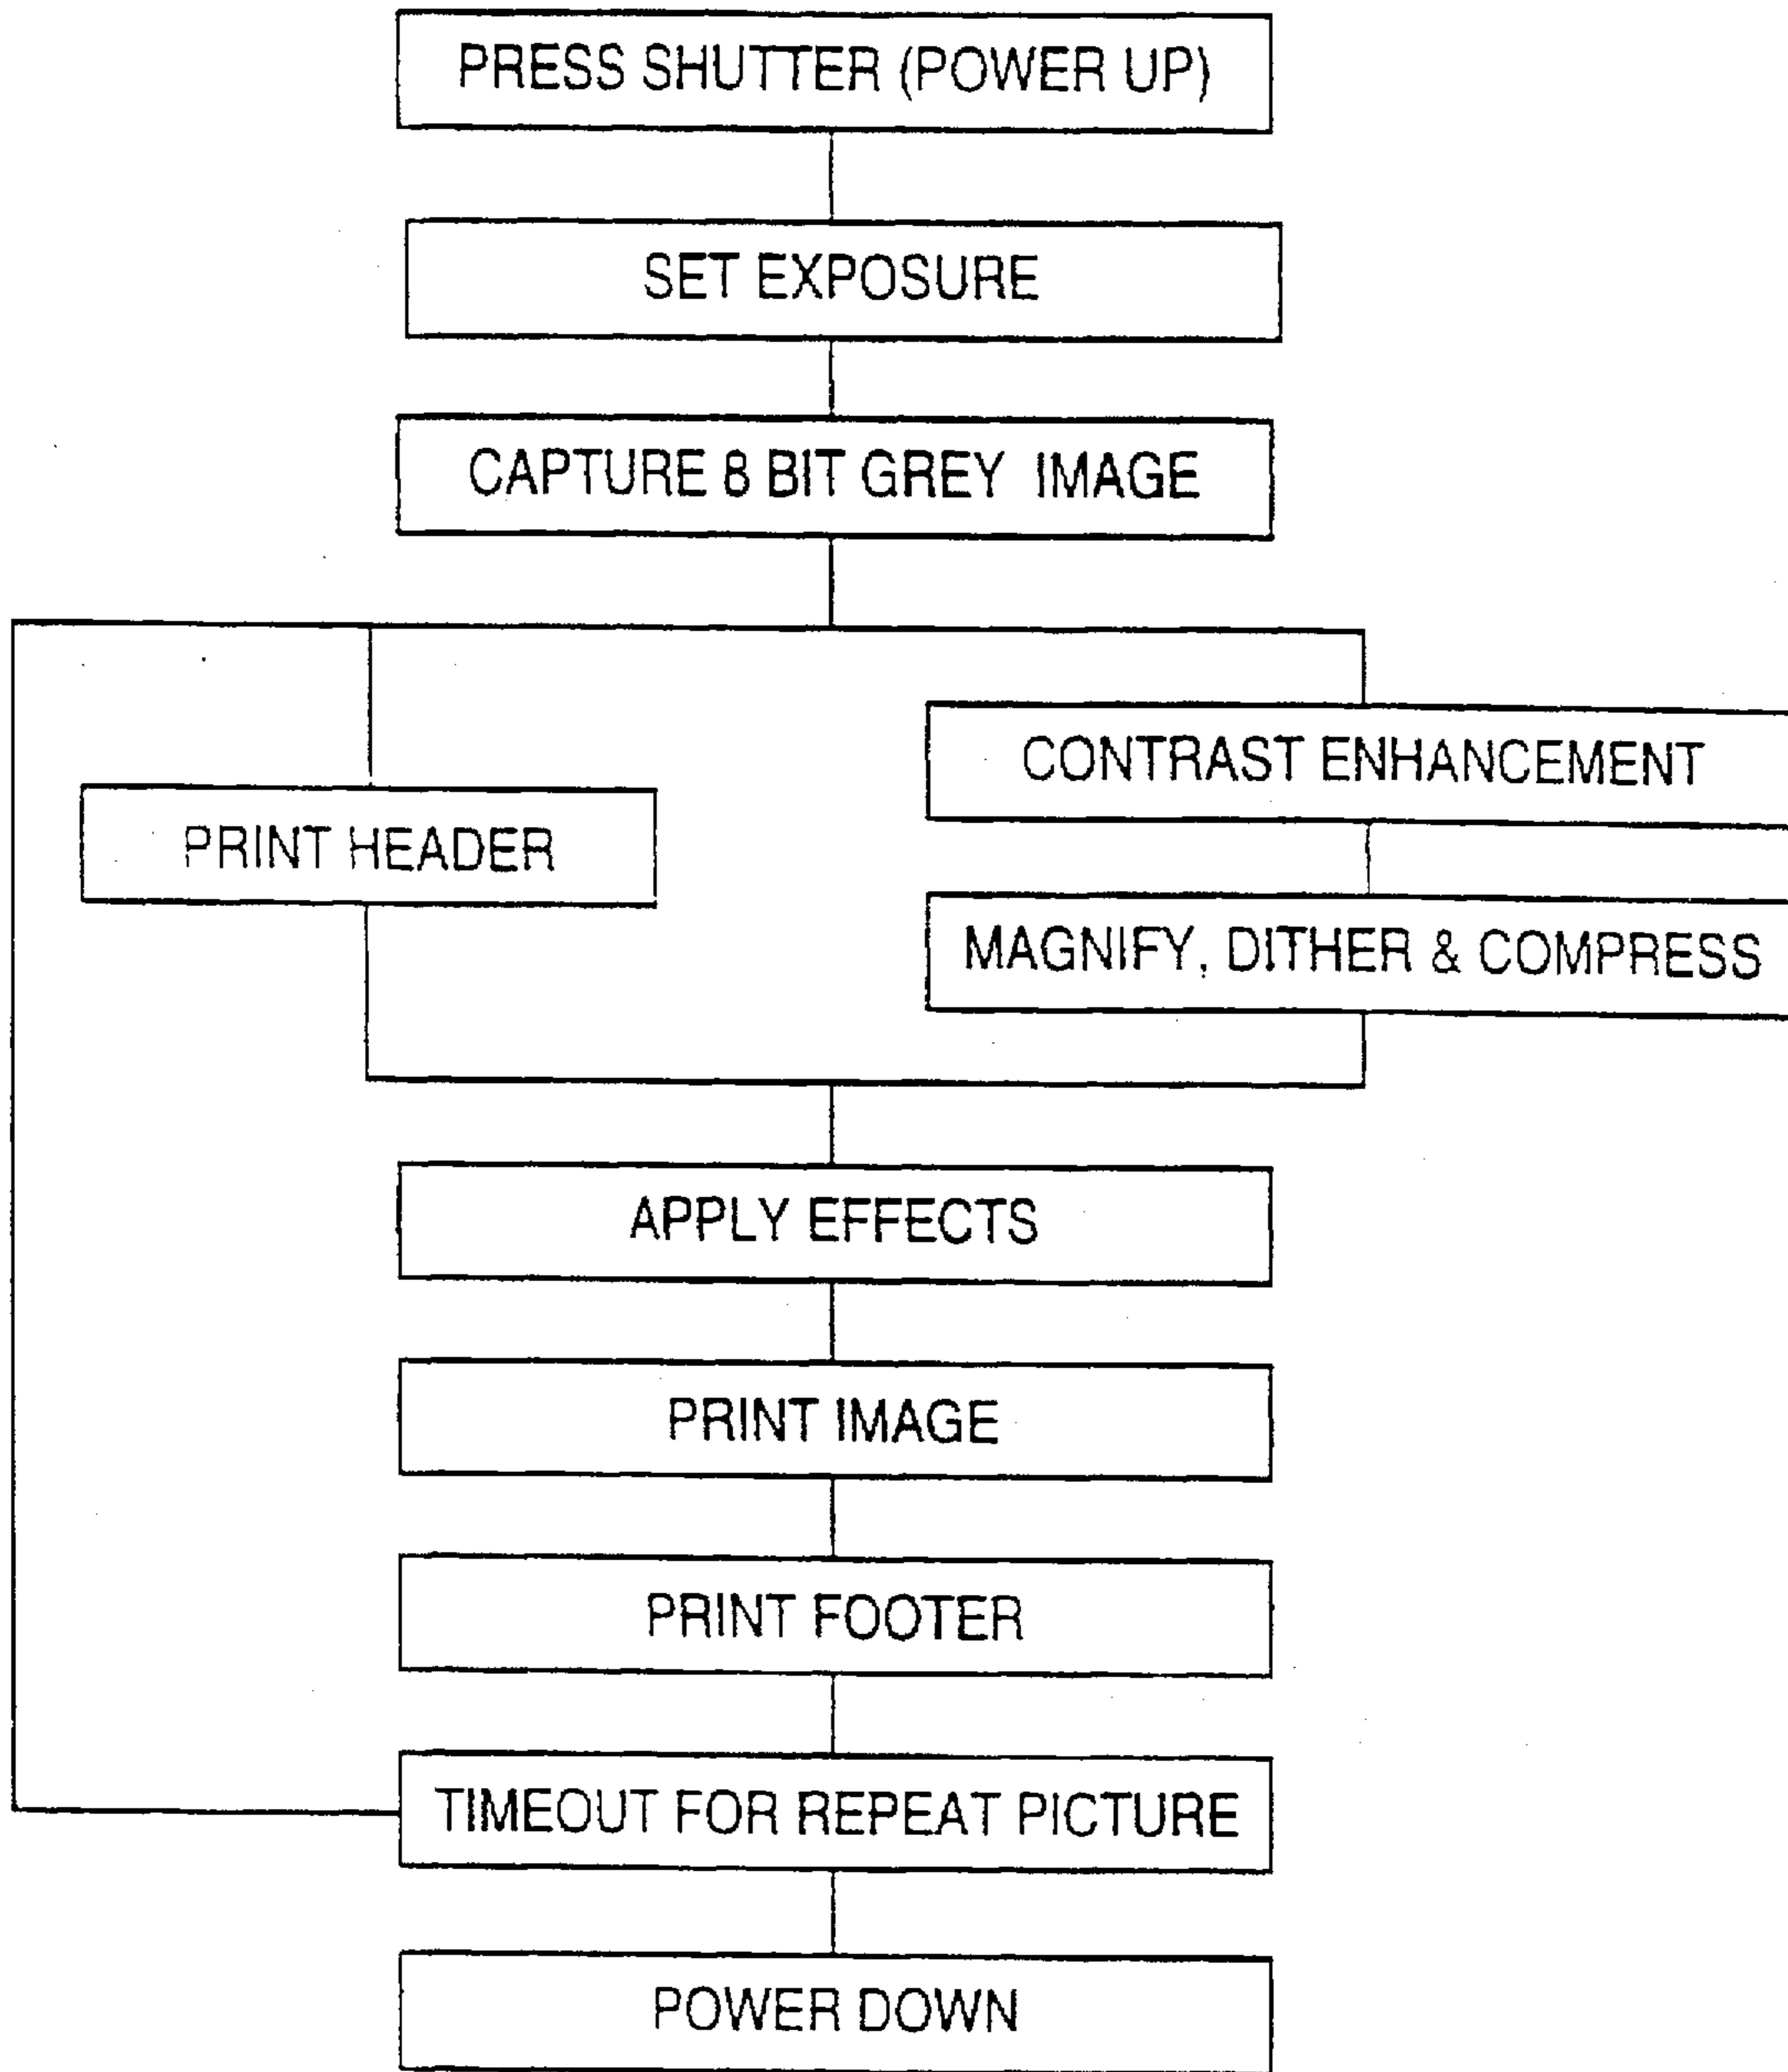 PRESS SHUTTER (POWER UP)
SET EXPOSURE
CAPTURE 8 BIT GREY IMAGE
CONTRAST ENHANCEMENT
PRINT HEADER
MAGNIFY, DITHER & COMPRESS
APPLY EFFECTS
PRINT IMAGE
PRINT FOOTER
TIMEOUT FOR REPEAT PICTURE
POWER DOWN